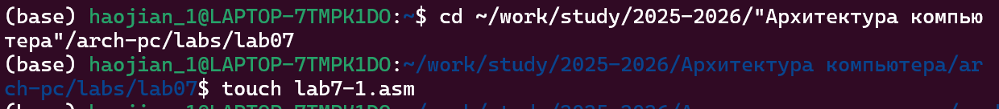 (base) haojian_1@LAPTOP-7TMPK1DO:~$ cd ~/work/study/2025-2026/"Архитектура компью
тера"/arch-pc/labs/lab07
(base) haojian_1@LAPTOP-7TMPK1DO:~/work/study/2025-2026/Архитектура компьютера/ar
ch-pc/labs/lab07$ touch lab7-1.asm